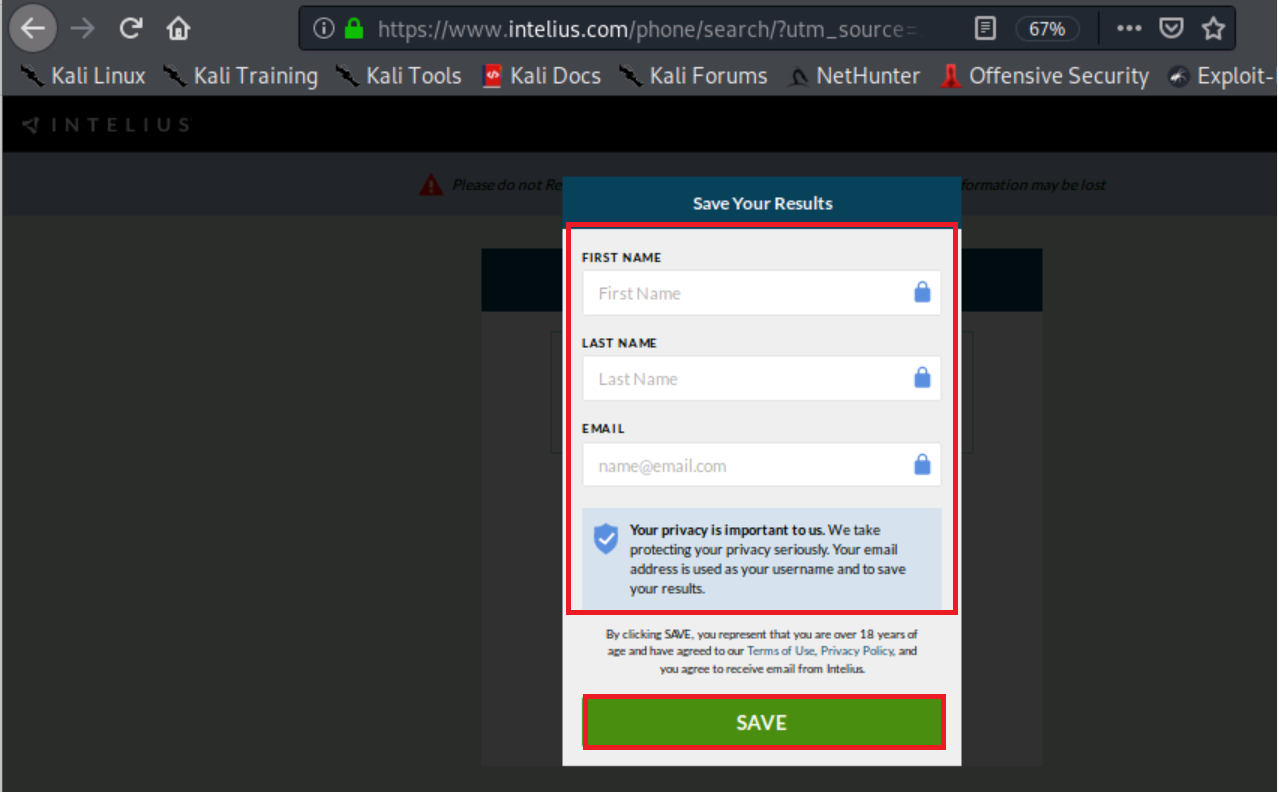 https://www.intelius.com/phone/search/?utm_source=
67%
Kali Linux Kali Training Kali Tools Kali Docs Kali Forums NetHunter Offensive Security Exploit-
INTELIUS
Please do not Re
formation may be lost
Save Your Results
FIRST NAME
First Name
LAST NAME
Last Name
EMAIL
name@email.com
Your privacy is important to us. We take
protecting your privacy seriously. Your email
address is used as your username and to save
your results.
By clicking SAVE, you represent that you are over 18 years of
age and have agreed to our Terms of Use, Privacy Policy, and
you agree to receive email from Intelius.
SAVE